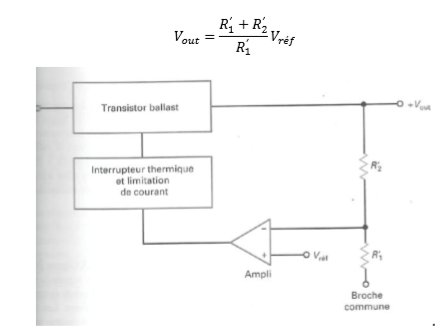 V_out = (R′_1 + R′_2) / R′_1 V_réf
Transistor ballast
+V_out
Interrupteur thermique
et limitation
de courant
R′_2
−
+
V_réf
R′_1
Ampli
Broche
commune
.